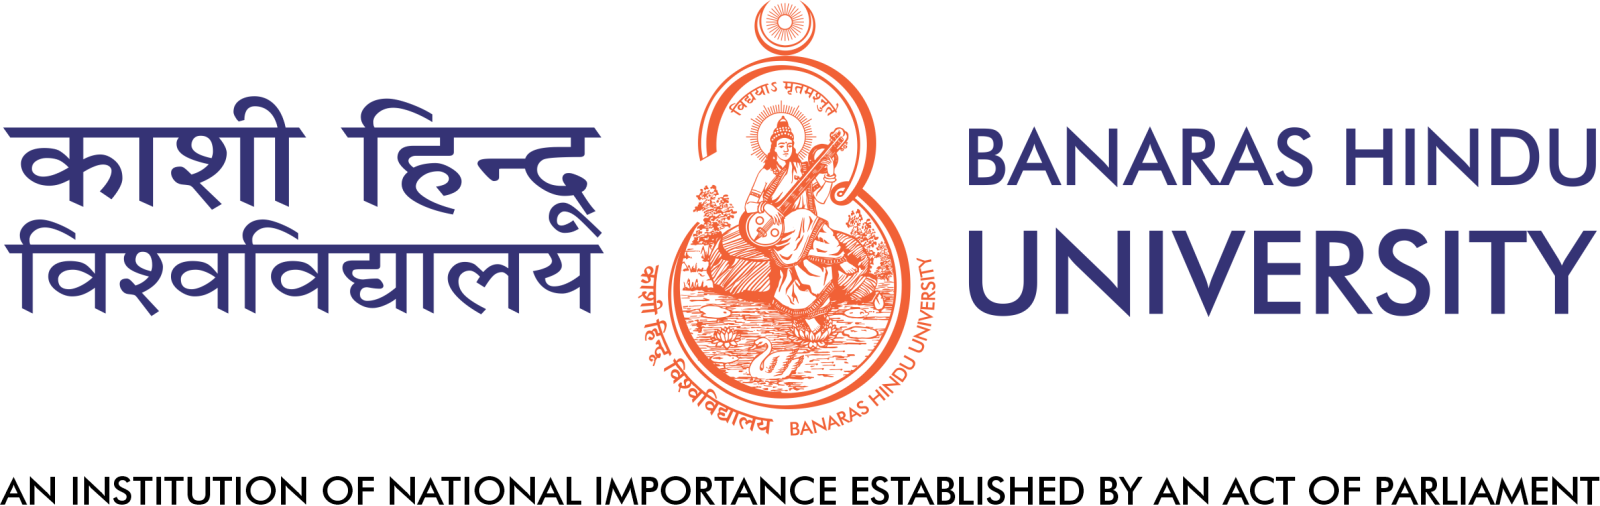 काशी हिन्दू
विश्वविद्यालय
विद्ययाऽ मृतमश्नुते
काशी हिन्दू विश्वविद्यालय
BANARAS HINDU UNIVERSITY
BANARAS HINDU
UNIVERSITY
AN INSTITUTION OF NATIONAL IMPORTANCE ESTABLISHED BY AN ACT OF PARLIAMENT